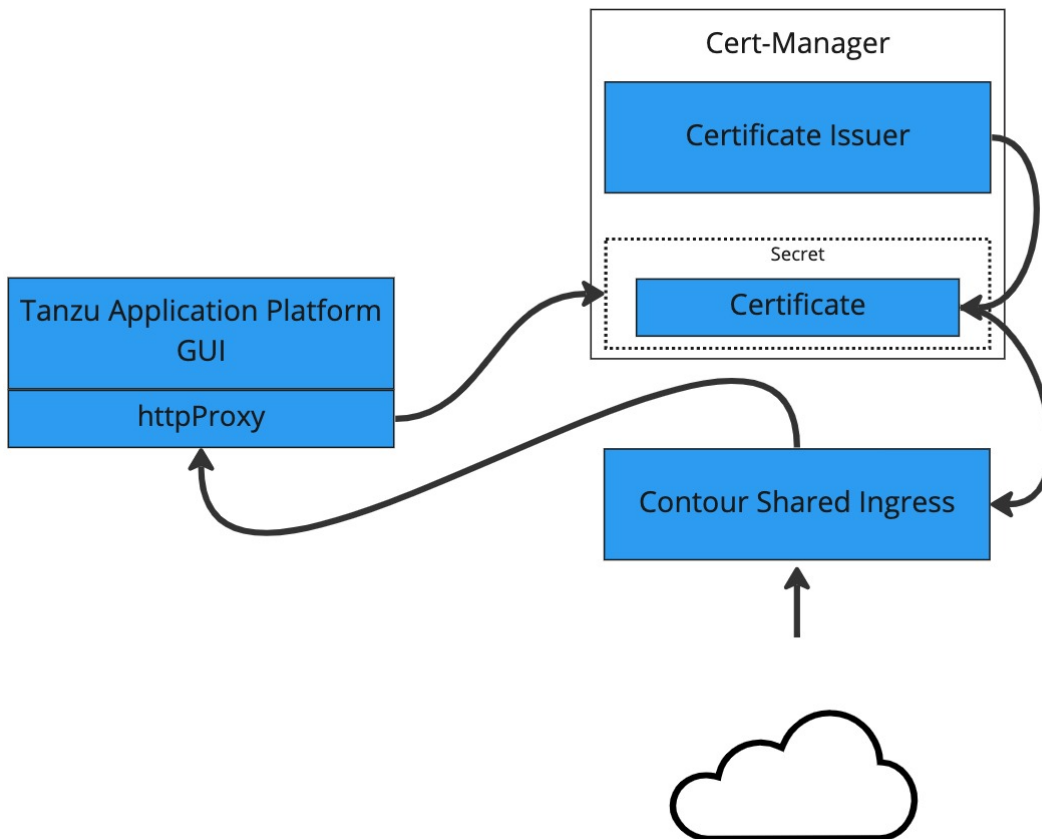 Cert-Manager
Certificate Issuer
Secret
Certificate
Tanzu Application Platform
GUI
httpProxy
Contour Shared Ingress